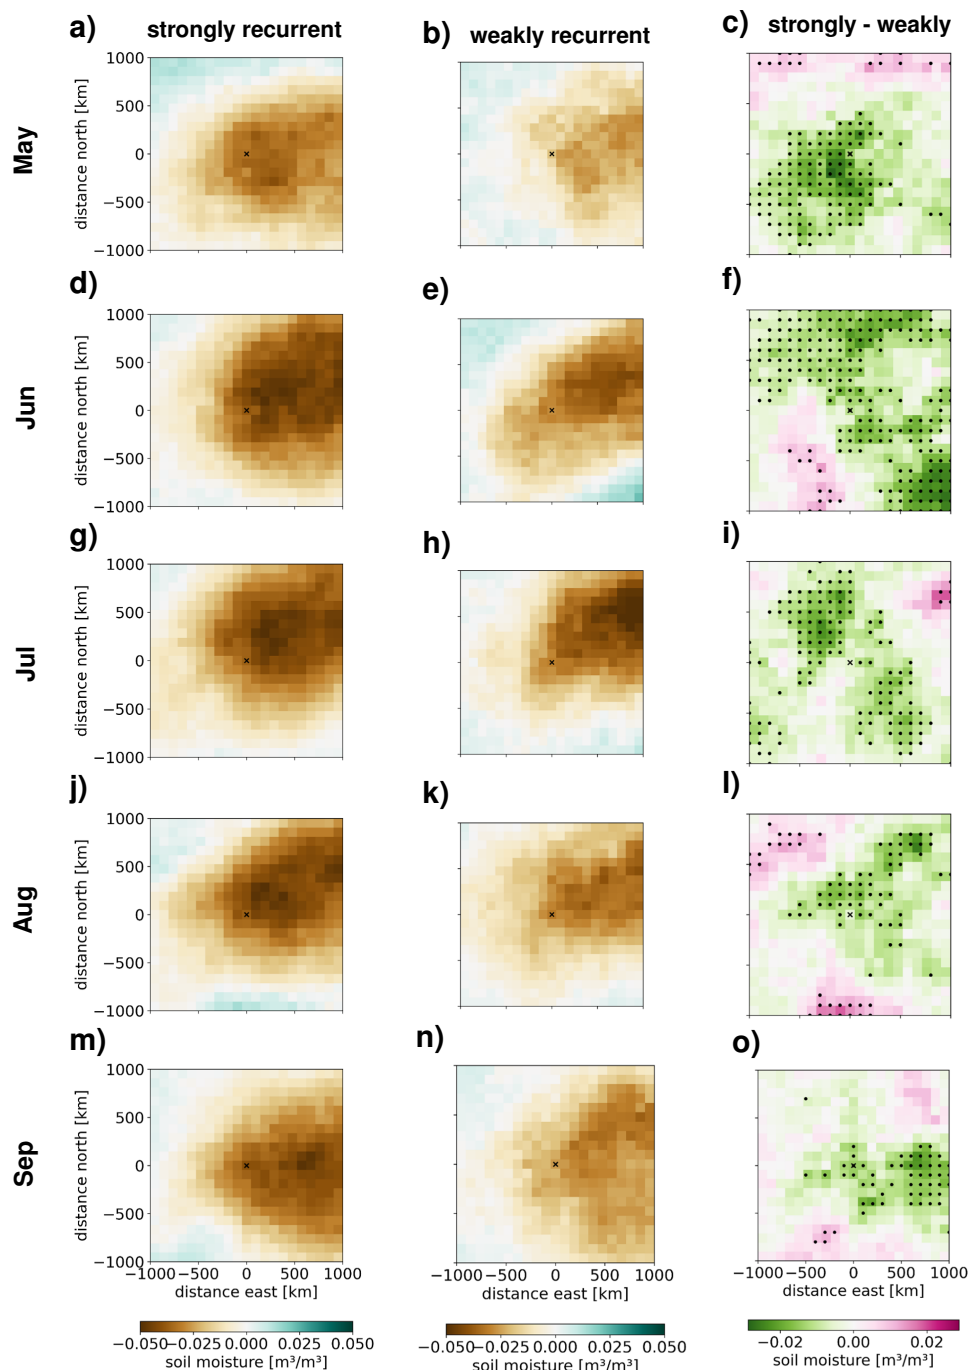 a) strongly recurrent
b) weakly recurrent
c) strongly - weakly
May
distance north [km]
1000
500
0
−500
−1000
d)
e)
f)
Jun
distance north [km]
1000
500
0
−500
−1000
g)
h)
i)
Jul
distance north [km]
1000
500
0
−500
−1000
j)
k)
l)
Aug
distance north [km]
1000
500
0
−500
−1000
m)
n)
o)
Sep
distance north [km]
1000
500
0
−500
−1000
−1000 −500 0 500 1000
distance east [km]
−1000 −500 0 500 1000
distance east [km]
−1000 −500 0 500 1000
distance east [km]
−0.050 −0.025 0.000 0.025 0.050
soil moisture [m³/m³]
−0.050 −0.025 0.000 0.025 0.050
soil moisture [m³/m³]
−0.02 0.00 0.02
soil moisture [m³/m³]